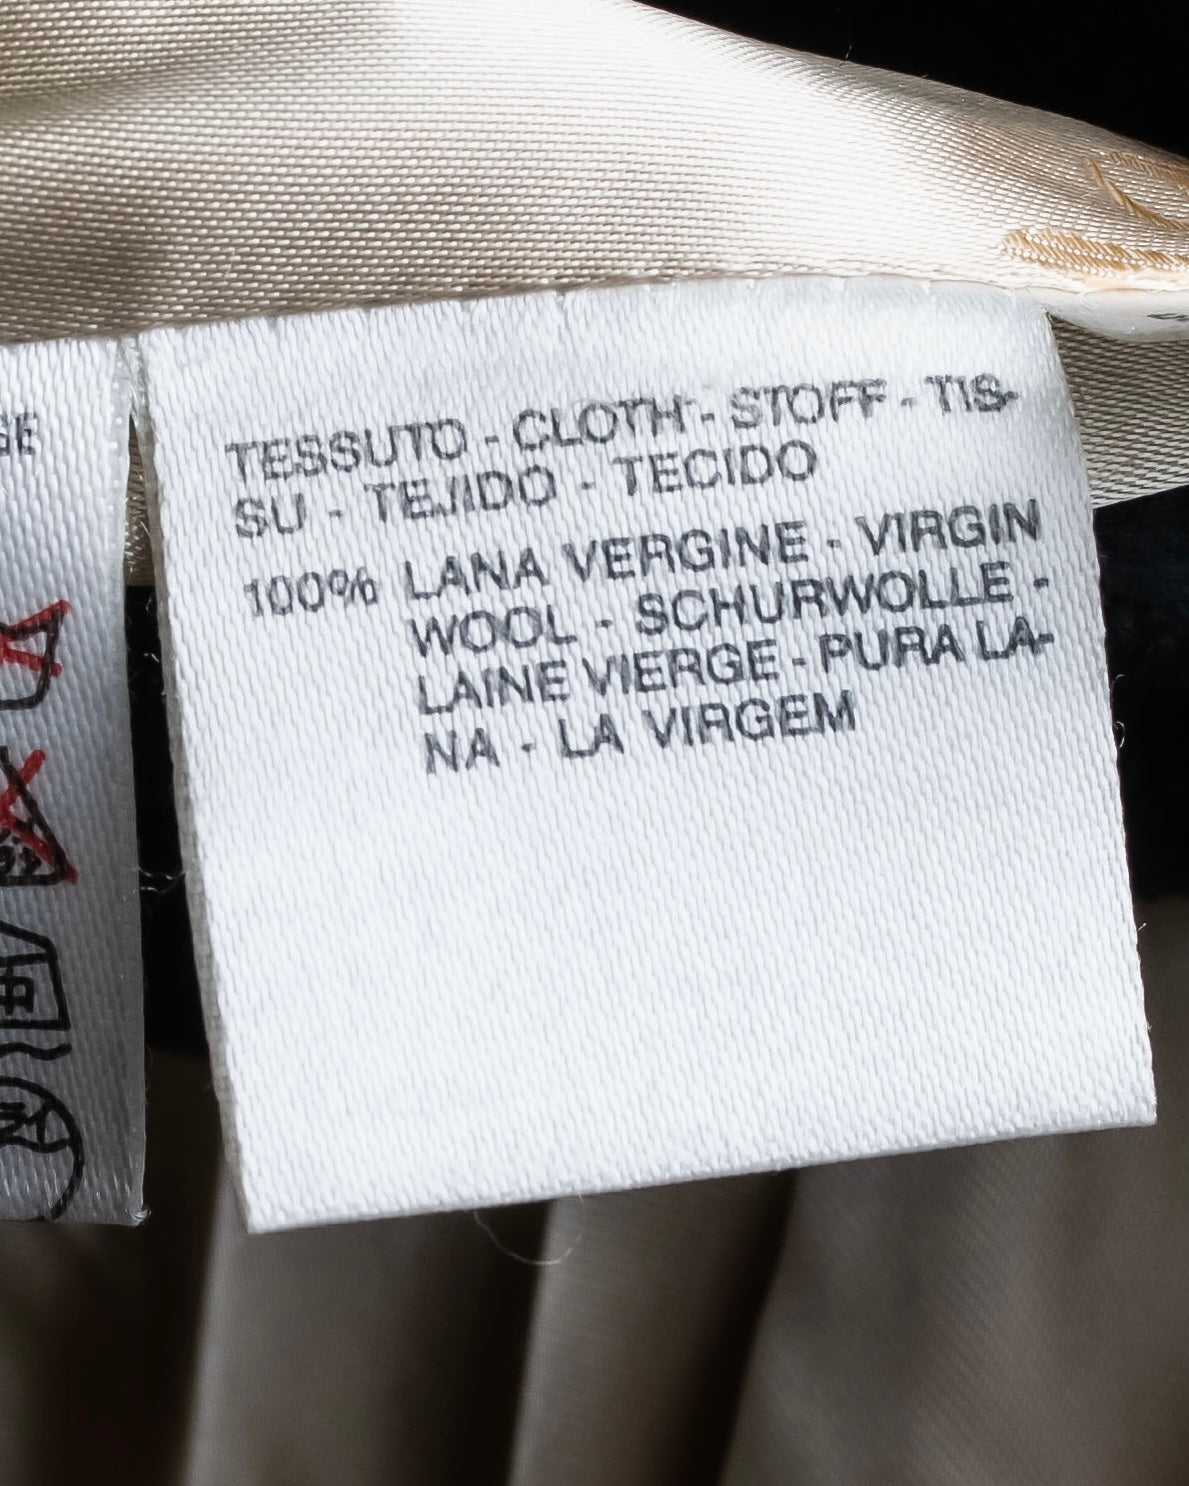 GE
TESSUTO - CLOTH - STOFF - TIS-
SU - TEJIDO - TECIDO
100% LANA VERGINE - VIRGIN
WOOL - SCHURWOLLE -
LAINE VIERGE - PURA LA-
NA - LA VIRGEM